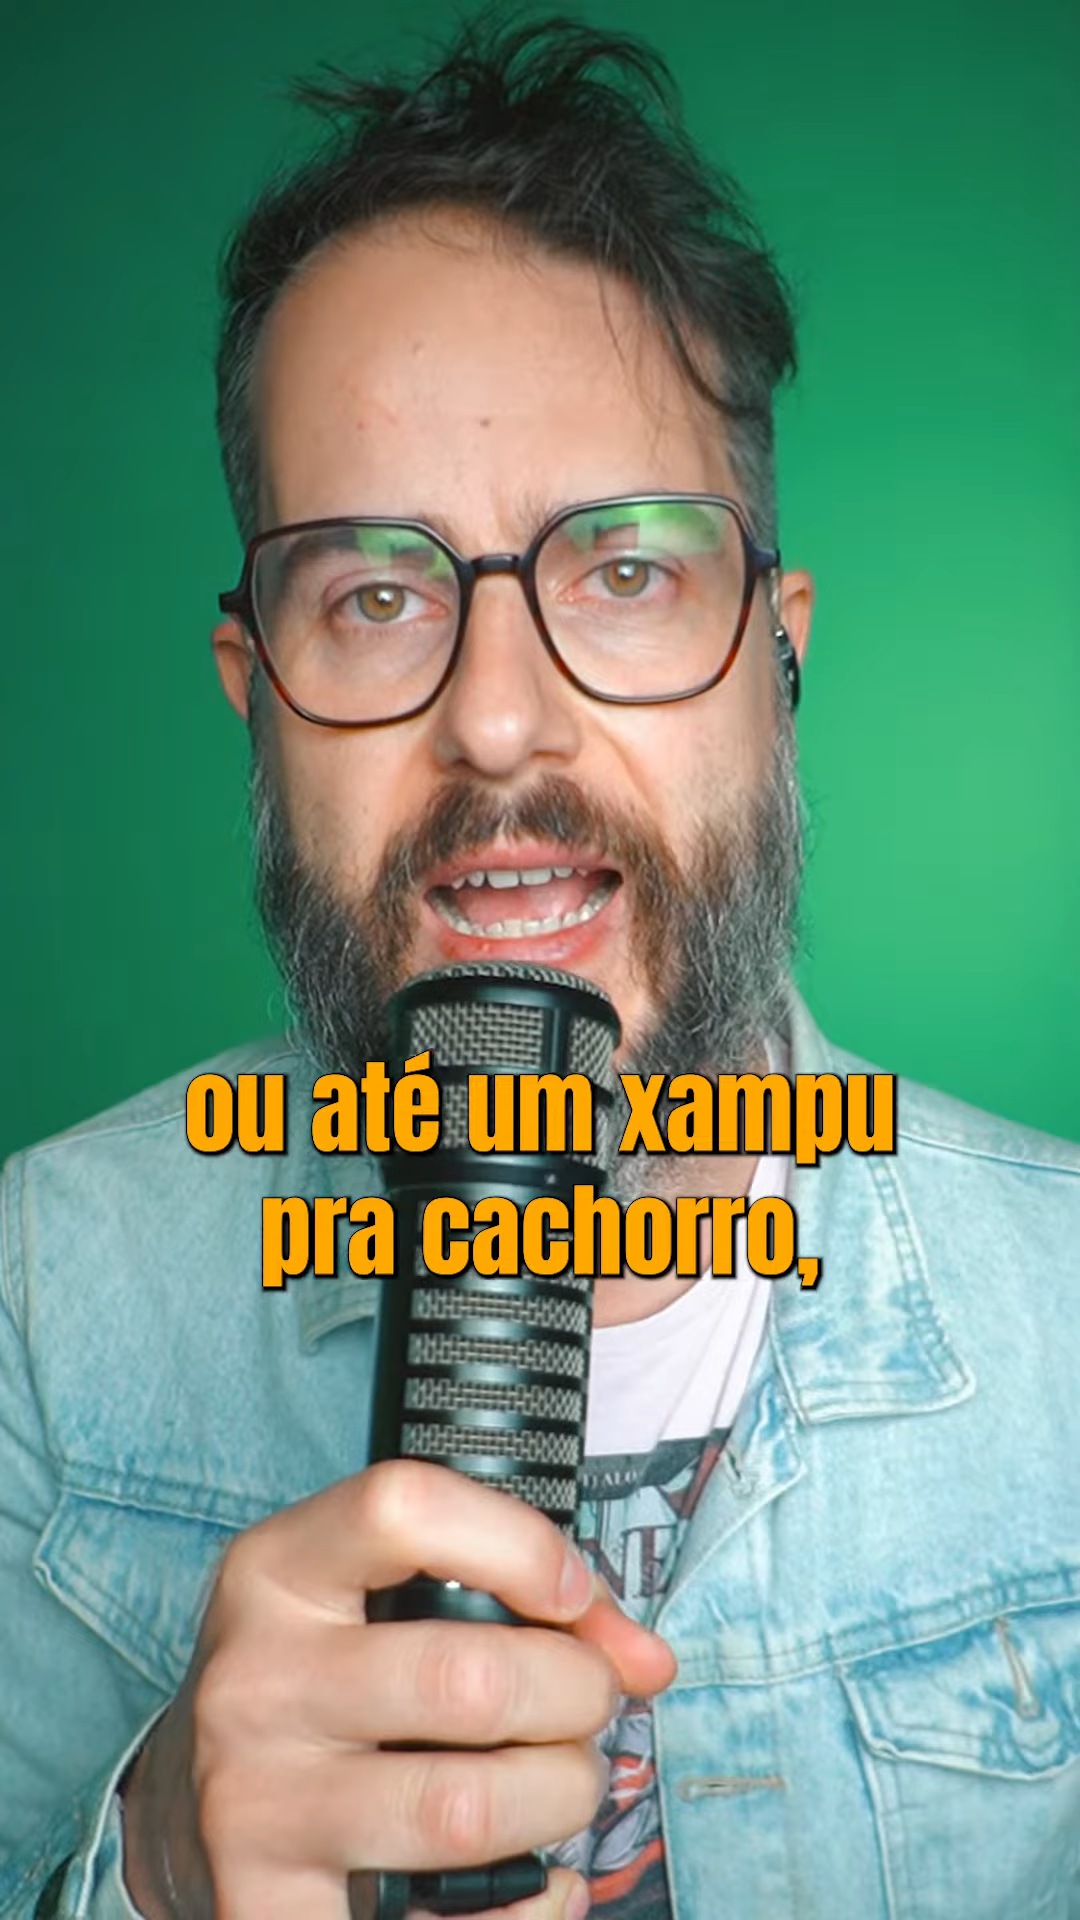 ou até um xampu
pra cachorro,